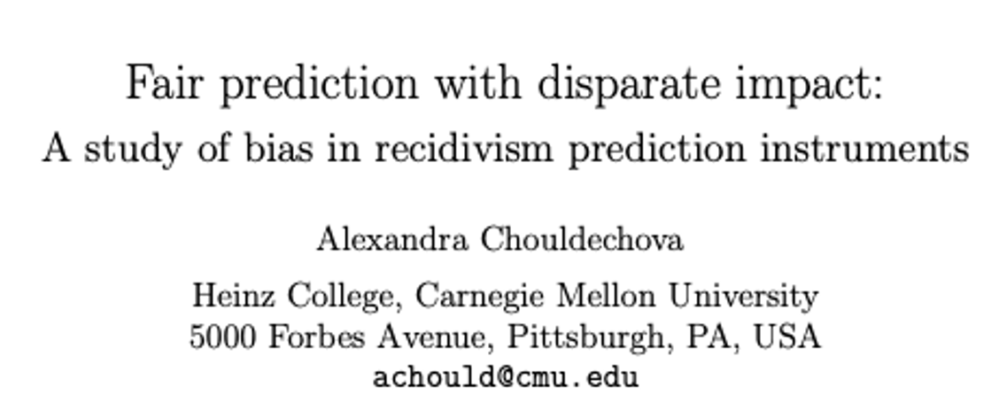 Fair prediction with disparate impact:
A study of bias in recidivism prediction instruments
Alexandra Chouldechova
Heinz College, Carnegie Mellon University
5000 Forbes Avenue, Pittsburgh, PA, USA
achould@cmu.edu